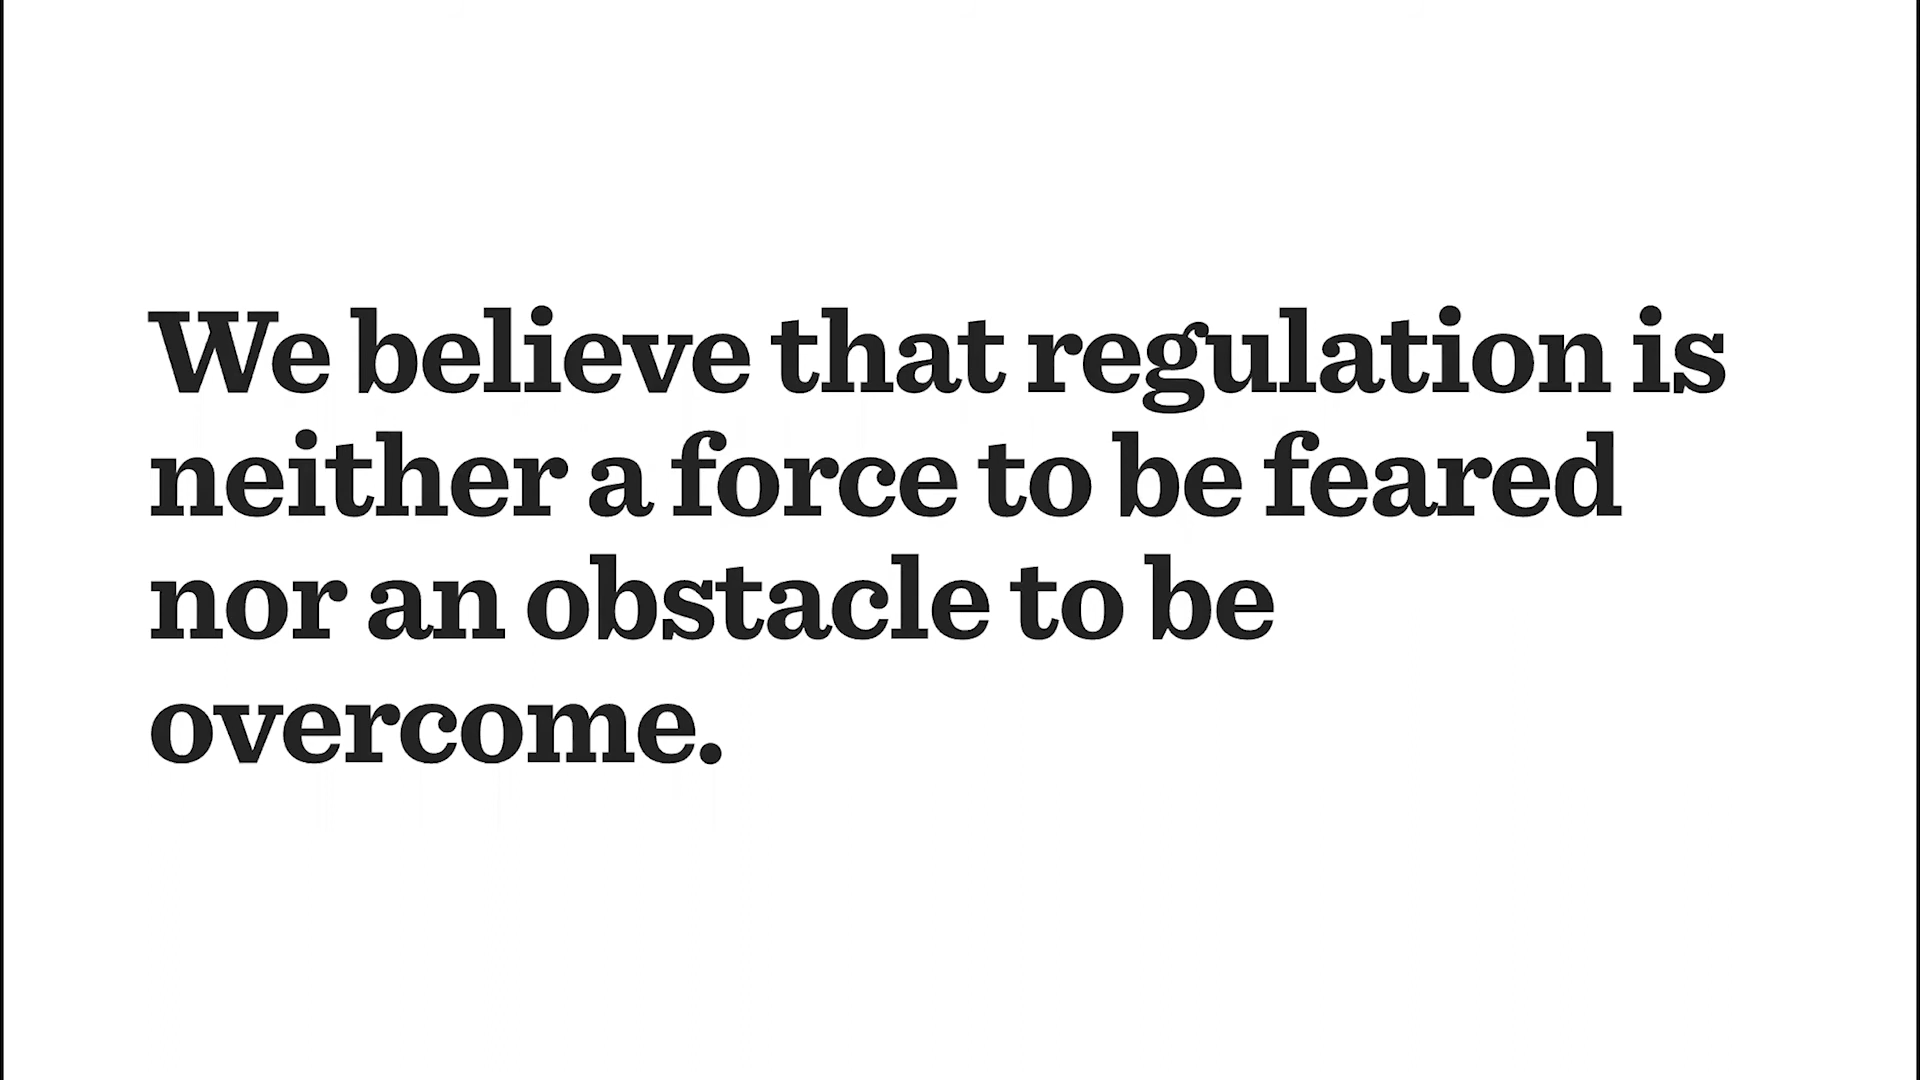 We believe that regulation is
neither a force to be feared
nor an obstacle to be
overcome.